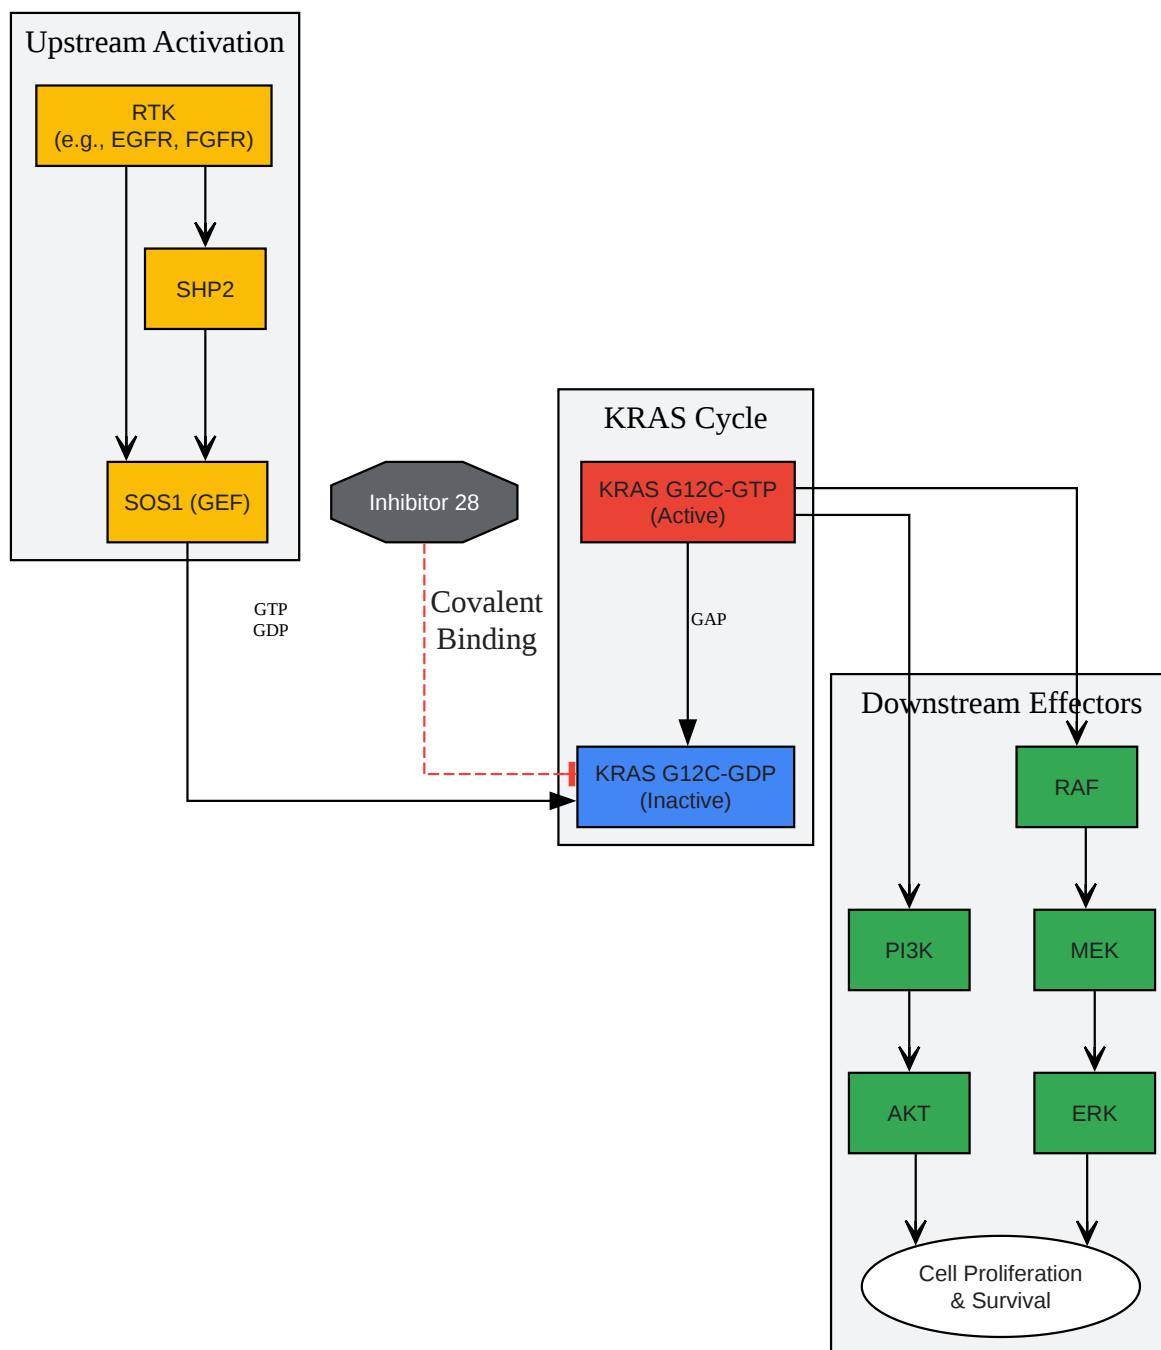 Upstream Activation
RTK
(e.g., EGFR, FGFR)
SHP2
SOS1 (GEF)
GTP
GDP
Inhibitor 28
Covalent
Binding
KRAS Cycle
KRAS G12C-GTP
(Active)
GAP
KRAS G12C-GDP
(Inactive)
Downstream Effectors
RAF
PI3K
MEK
AKT
ERK
Cell Proliferation
& Survival